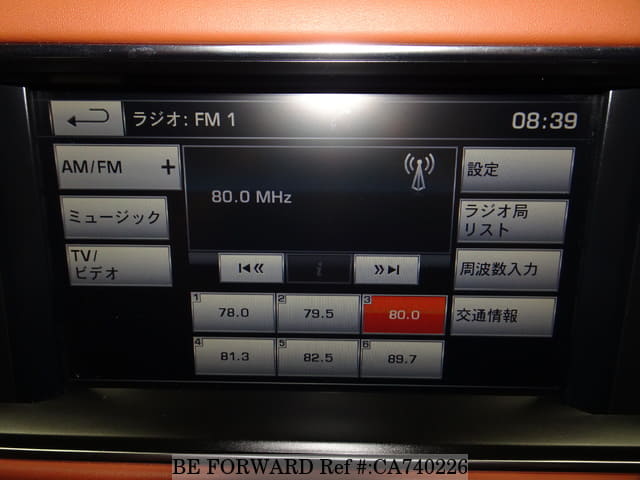 ラジオ: FM 1
08:39
AM/FM +
80.0 MHz
設定
ミュージック
ラジオ局
リスト
TV/
ビデオ
周波数入力
i
1 78.0
2 79.5
3 80.0
交通情報
4 81.3
5 82.5
6 89.7
BE FORWARD Ref #:CA740226